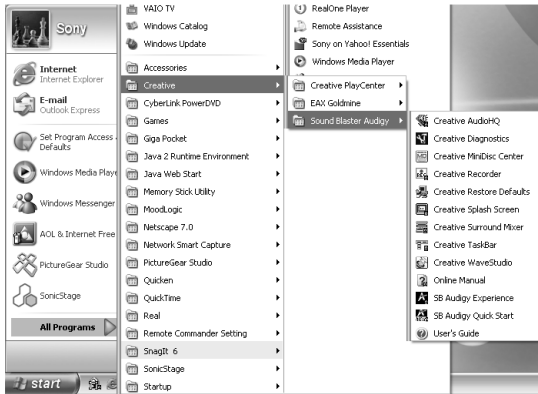 Sony
Internet
Internet Explorer
E-mail
Outlook Express
Set Program Access
Defaults
Windows Media Playe
Windows Messenger
AOL & Internet Free
PictureGear Studio
SonicStage
All Programs
start
VAIO TV
Windows Catalog
Windows Update
Accessories
Creative
CyberLink PowerDVD
Games
Giga Pocket
Java 2 Runtime Environment
Java Web Start
Memory Stick Utility
MoodLogic
Netscape 7.0
Network Smart Capture
PictureGear Studio
Quicken
QuickTime
Real
Remote Commander Setting
SnagIt 6
SonicStage
Startup
RealOne Player
Remote Assistance
Sony on Yahoo! Essentials
Windows Media Player
Creative PlayCenter
EAX Goldmine
Sound Blaster Audigy
Creative AudioHQ
Creative Diagnostics
Creative MiniDisc Center
Creative Recorder
Creative Restore Defaults
Creative Splash Screen
Creative Surround Mixer
Creative TaskBar
Creative WaveStudio
Online Manual
SB Audigy Experience
SB Audigy Quick Start
User's Guide